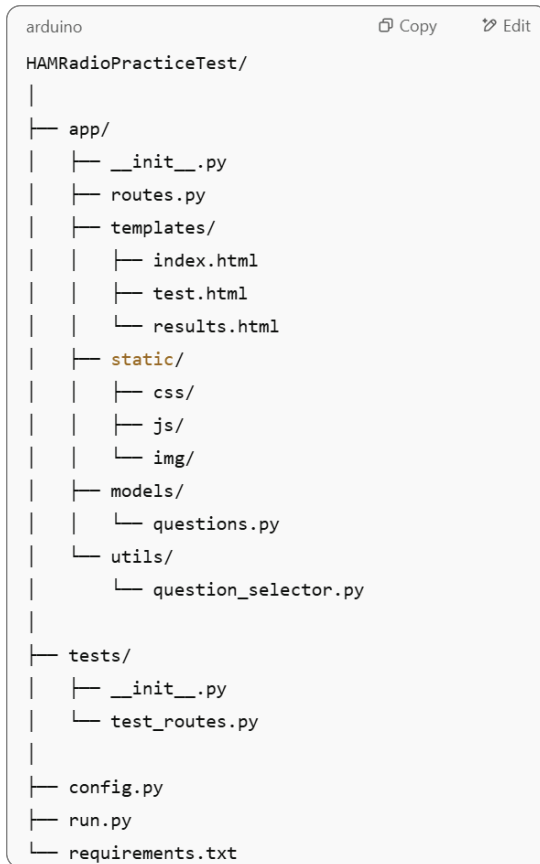 arduino Copy Edit
HAMRadioPracticeTest/
│
├── app/
│   ├── __init__.py
│   ├── routes.py
│   ├── templates/
│   │   ├── index.html
│   │   ├── test.html
│   │   └── results.html
│   ├── static/
│   │   ├── css/
│   │   ├── js/
│   │   └── img/
│   ├── models/
│   │   └── questions.py
│   └── utils/
│       └── question_selector.py
│
├── tests/
│   ├── __init__.py
│   └── test_routes.py
│
├── config.py
├── run.py
└── requirements.txt